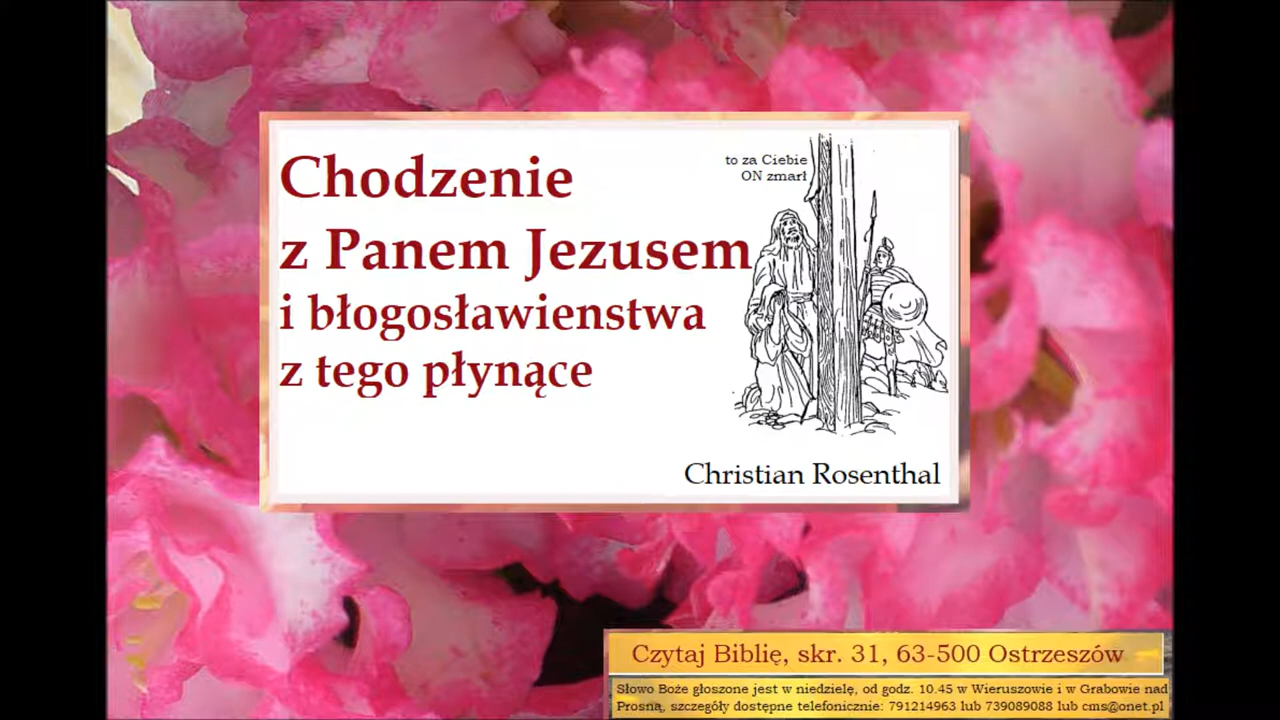 Chodzenie
z Panem Jezusem
i błogosławienstwa
z tego płynące
to za Ciebie
ON zmarł
Christian Rosenthal
Czytaj Biblię, skr. 31, 63-500 Ostrzeszów
Słowo Boże głoszone jest w niedzielę, od godz. 10.45 w Wieruszowie i w Grabowie nad
Prosną, szczegóły dostępne telefonicznie: 791214963 lub 739089088 lub cms@onet.pl